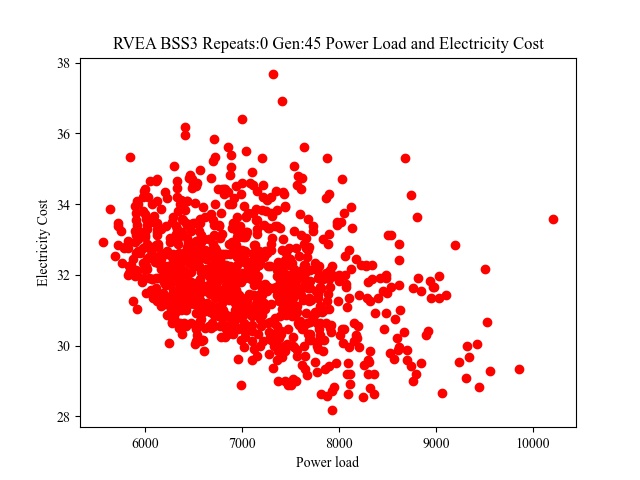 RVEA BSS3 Repeats:0 Gen:45 Power Load and Electricity Cost
38
36
34
32
30
28
Electricity Cost
6000 7000 8000 9000 10000
Power load